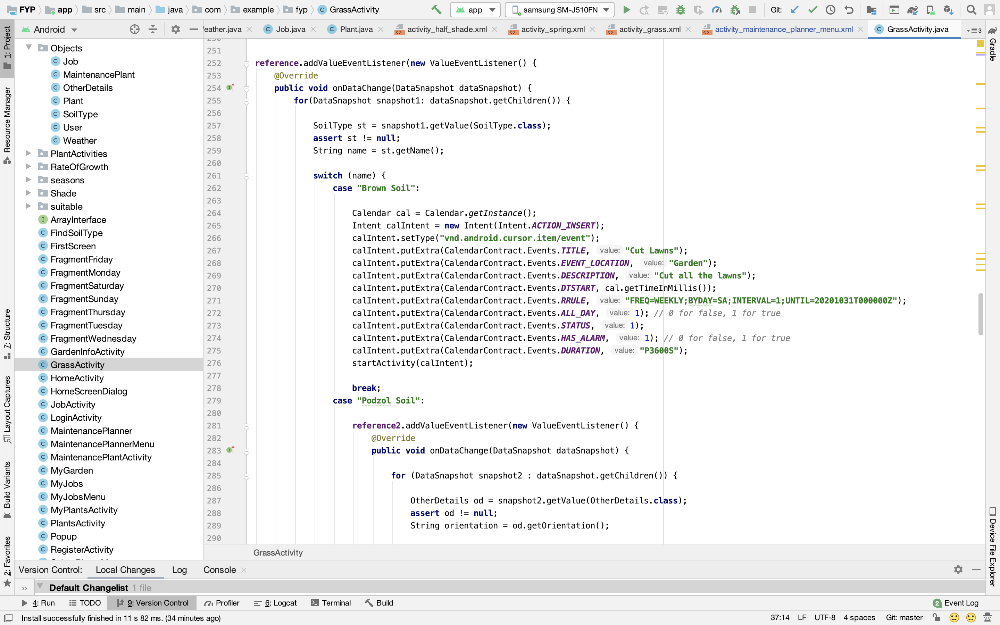 FYP app src main java com example fyp GrassActivity app samsung SM-J510FN Git:
1: Project
Resource Manager
7: Structure
Layout Captures
Build Variants
2: Favorites
Android
Objects
Job
MaintenancePlant
OtherDetails
Plant
SoilType
User
Weather
PlantActivities
RateOfGrowth
seasons
Shade
suitable
ArrayInterface
FindSoilType
FirstScreen
FragmentFriday
FragmentMonday
FragmentSaturday
FragmentSunday
FragmentThursday
FragmentTuesday
FragmentWednesday
GardenInfoActivity
GrassActivity
HomeActivity
HomeScreenDialog
JobActivity
LoginActivity
MaintenancePlanner
MaintenancePlannerMenu
MaintenancePlantActivity
MyGarden
MyJobs
MyJobsMenu
MyPlantsActivity
PlantsActivity
Popup
RegisterActivity
eather.java Job.java Plant.java activity_half_shade.xml activity_spring.xml activity_grass.xml activity_maintenance_planner_menu.xml GrassActivity.java 3
251
252 reference.addValueEventListener(new ValueEventListener() {
253 @Override
254 public void onDataChange(DataSnapshot dataSnapshot) {
255 for(DataSnapshot snapshot1: dataSnapshot.getChildren()) {
256
257 SoilType st = snapshot1.getValue(SoilType.class);
258 assert st != null;
259 String name = st.getName();
260
261 switch (name) {
262 case "Brown Soil":
263
264 Calendar cal = Calendar.getInstance();
265 Intent calIntent = new Intent(Intent.ACTION_INSERT);
266 calIntent.setType("vnd.android.cursor.item/event");
267 calIntent.putExtra(CalendarContract.Events.TITLE, value: "Cut Lawns");
268 calIntent.putExtra(CalendarContract.Events.EVENT_LOCATION, value: "Garden");
269 calIntent.putExtra(CalendarContract.Events.DESCRIPTION, value: "Cut all the lawns");
270 calIntent.putExtra(CalendarContract.Events.DTSTART, cal.getTimeInMillis());
271 calIntent.putExtra(CalendarContract.Events.RRULE, value: "FREQ=WEEKLY;BYDAY=SA;INTERVAL=1;UNTIL=20201031T000000Z");
272 calIntent.putExtra(CalendarContract.Events.ALL_DAY, value: 1); // 0 for false, 1 for true
273 calIntent.putExtra(CalendarContract.Events.STATUS, value: 1);
274 calIntent.putExtra(CalendarContract.Events.HAS_ALARM, value: 1); // 0 for false, 1 for true
275 calIntent.putExtra(CalendarContract.Events.DURATION, value: "P3600S");
276 startActivity(calIntent);
277
278 break;
279 case "Podzol Soil":
280
281 reference2.addValueEventListener(new ValueEventListener() {
282 @Override
283 public void onDataChange(DataSnapshot dataSnapshot) {
284
285 for (DataSnapshot snapshot2 : dataSnapshot.getChildren()) {
286
287 OtherDetails od = snapshot2.getValue(OtherDetails.class);
288 assert od != null;
289 String orientation = od.getOrientation();
290
GrassActivity
Gradle
Device File Explorer
Version Control: Local Changes Log Console
Default Changelist 1 file
4: Run TODO 9: Version Control Profiler 6: Logcat Terminal Build 2 Event Log
Install successfully finished in 11 s 82 ms. (34 minutes ago) 37:14 LF UTF-8 4 spaces Git: master